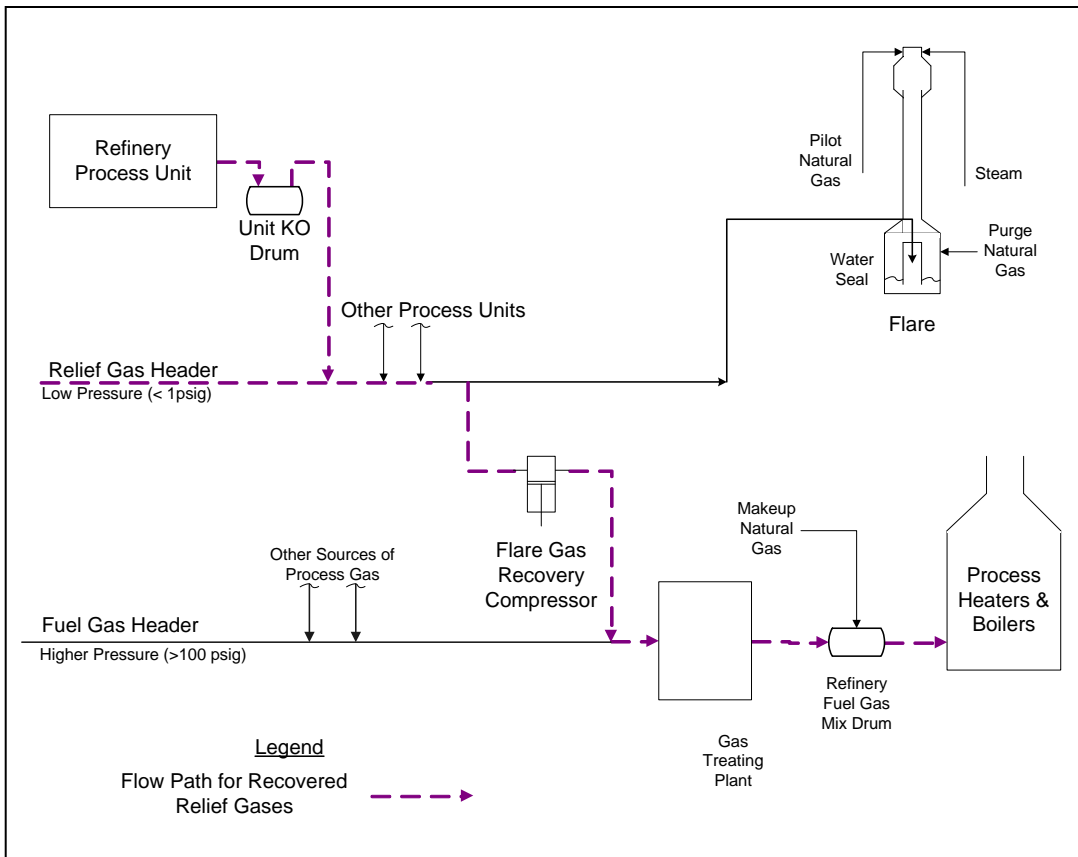 Refinery
Process Unit
Unit KO
Drum
Pilot
Natural
Gas
Steam
Water
Seal
Purge
Natural
Gas
Flare
Other Process Units
Relief Gas Header
Low Pressure (< 1psig)
Flare Gas
Recovery
Compressor
Makeup
Natural
Gas
Process
Heaters &
Boilers
Other Sources of
Process Gas
Fuel Gas Header
Higher Pressure (>100 psig)
Refinery
Fuel Gas
Mix Drum
Gas
Treating
Plant
Legend
Flow Path for Recovered
Relief Gases